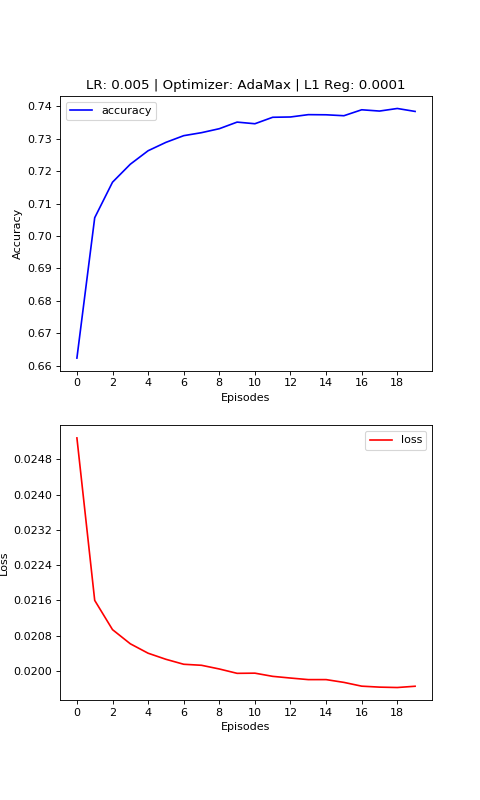 LR: 0.005 | Optimizer: AdaMax | L1 Reg: 0.0001
accuracy
0.74
0.73
0.72
0.71
0.70
0.69
0.68
0.67
0.66
Accuracy
0 2 4 6 8 10 12 14 16 18
Episodes
loss
0.0248
0.0240
0.0232
0.0224
0.0216
0.0208
0.0200
Loss
0 2 4 6 8 10 12 14 16 18
Episodes